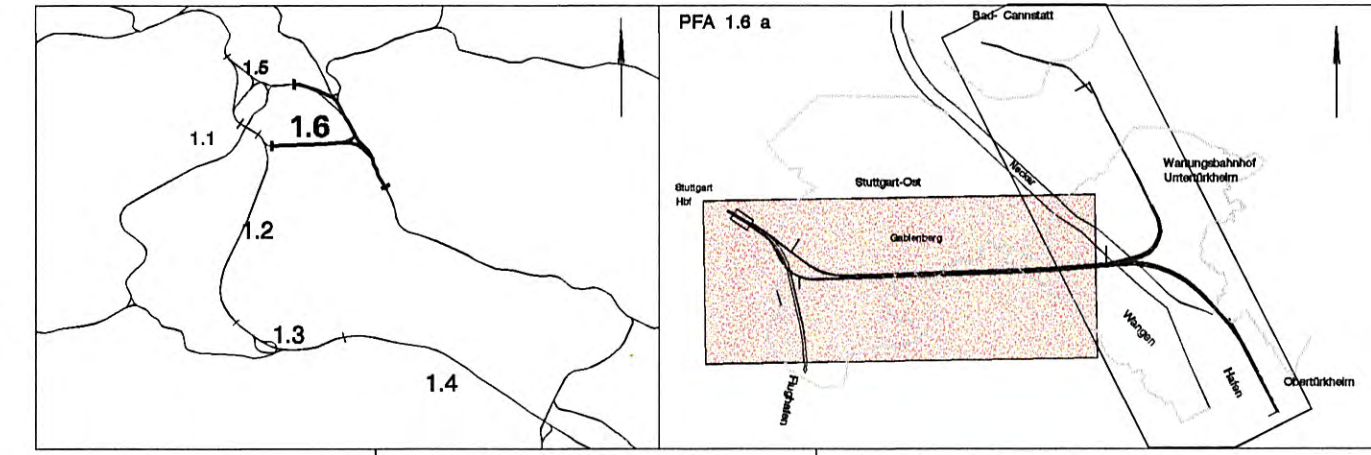 1.5
1.1
1.6
1.2
1.3
1.4
PFA 1.6 a
Bad- Cannstatt
Neckar
Wartungsbahnhof
Untertürkheim
Stuttgart
Hbf
Stuttgart-Ost
Gablenberg
Wangen
Hafen
Obertürkheim
Flughafen